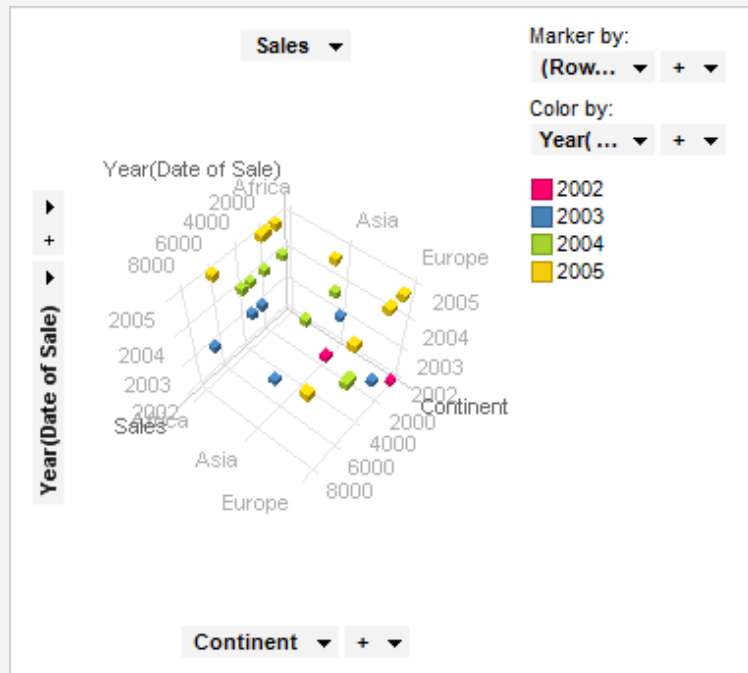 Sales
Marker by:
(Row... +
Color by:
Year( ... +
2002
2003
2004
2005
Year(Date of Sale)
Africa
2000
4000
6000
8000
Asia
Europe
2005
2004
2003
2002
2005
2004
2003
2002
Africa
Sales
Continent
2000
4000
6000
8000
Asia
Europe
+
Year(Date of Sale)
Continent +